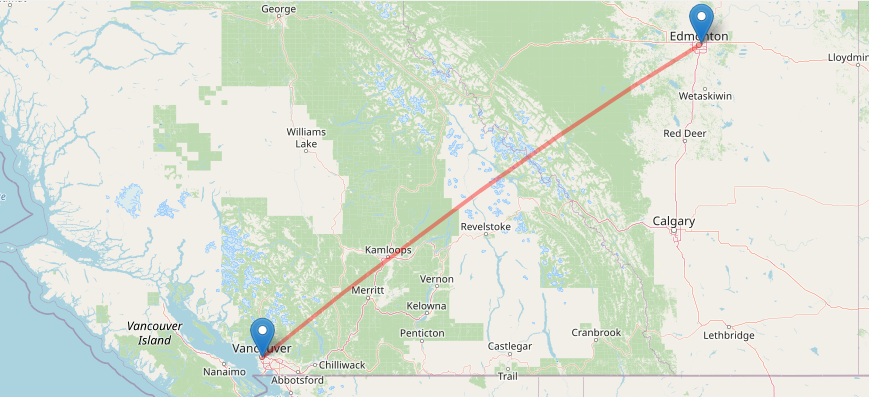 George
Edmonton
Lloydmin
Wetaskiwin
Williams
Lake
Red Deer
Calgary
Revelstoke
Kamloops
Vernon
Merritt
Kelowna
Vancouver
Island
Penticton
Cranbrook
Lethbridge
Vancouver
Castlegar
Chilliwack
Nanaimo
Trail
Abbotsford